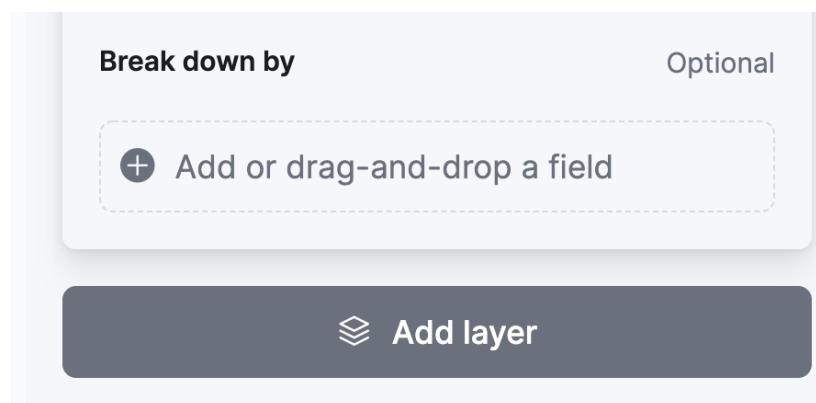 Break down by
Optional
Add or drag-and-drop a field
Add layer